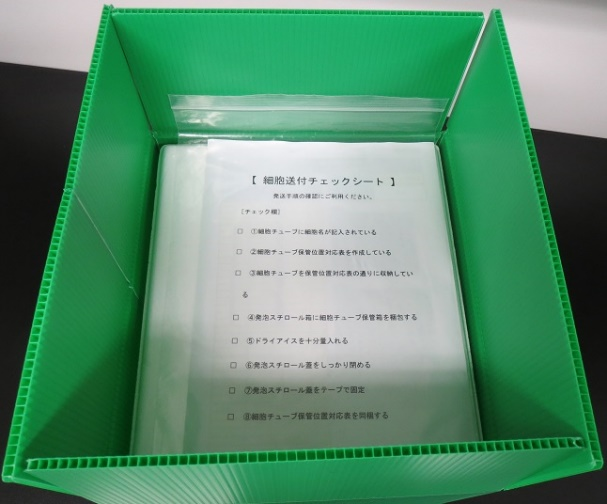 【 細胞送付チェックシート 】
発送手順の確認にご利用ください。
[チェック欄]
□ ①細胞チューブに細胞名が記入されている
□ ②細胞チューブ保管位置対応表を作成している
□ ③細胞チューブを保管位置対応表の通りに収納してい
る
□ ④発泡スチロール箱に細胞チューブ保管箱を梱包する
□ ⑤ドライアイスを十分量入れる
□ ⑥発泡スチロール蓋をしっかり閉める
□ ⑦発泡スチロール蓋をテープで固定
□ ⑧細胞チューブ保管位置対応表を同梱する